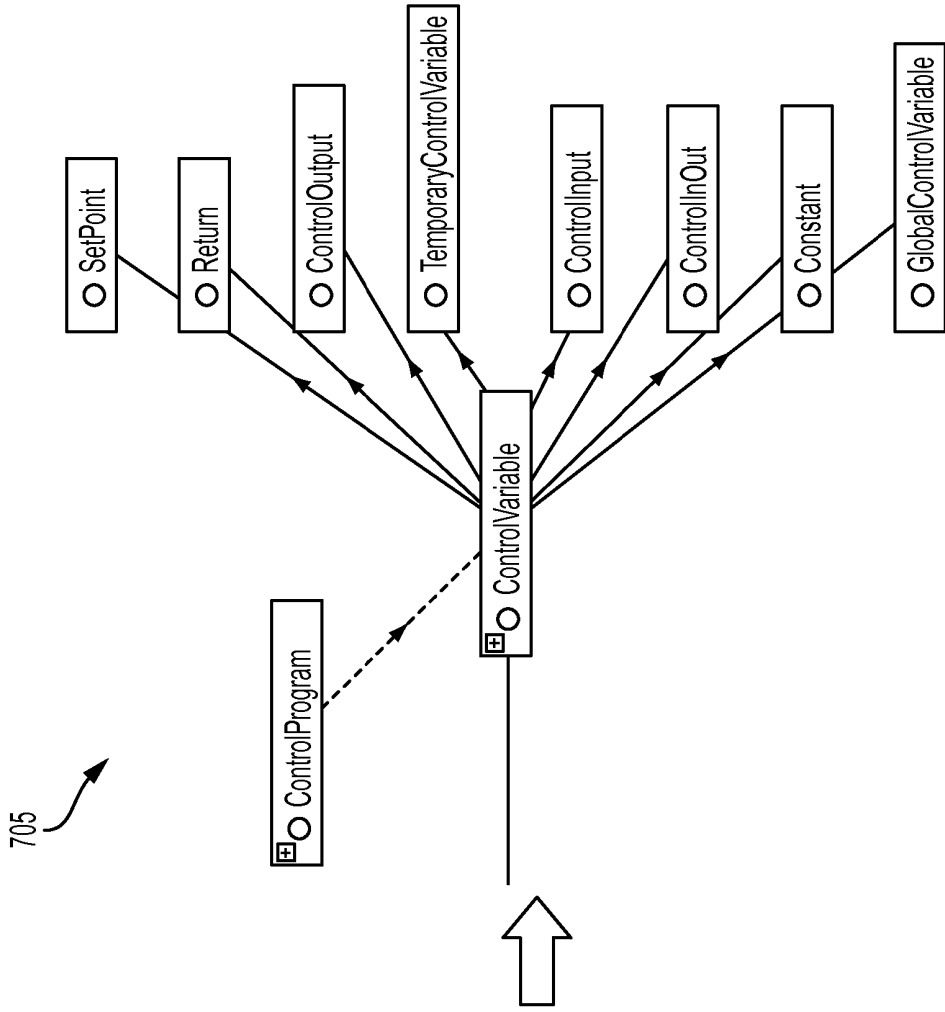 705
ControlProgram
ControlVariable
SetPoint
Return
ControlOutput
TemporaryControlVariable
ControlInput
ControlInOut
Constant
GlobalControlVariable